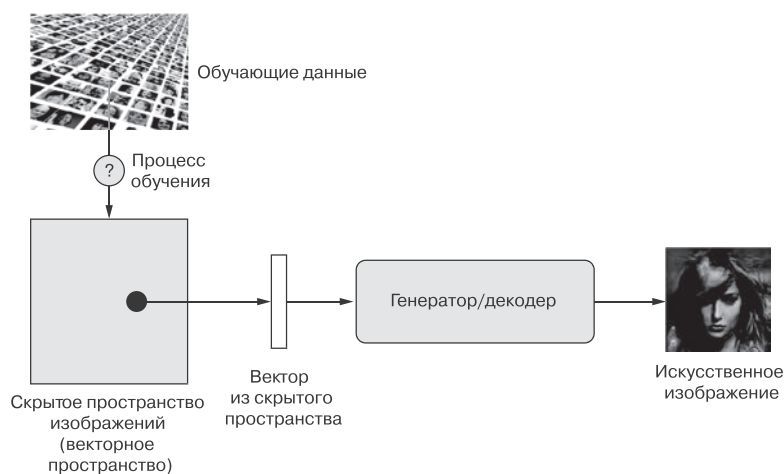 Обучающие данные
?
Процесс
обучения
Генератор/декодер
Вектор
из скрытого
пространства
Искусственное
изображение
Скрытое пространство
изображений
(векторное
пространство)